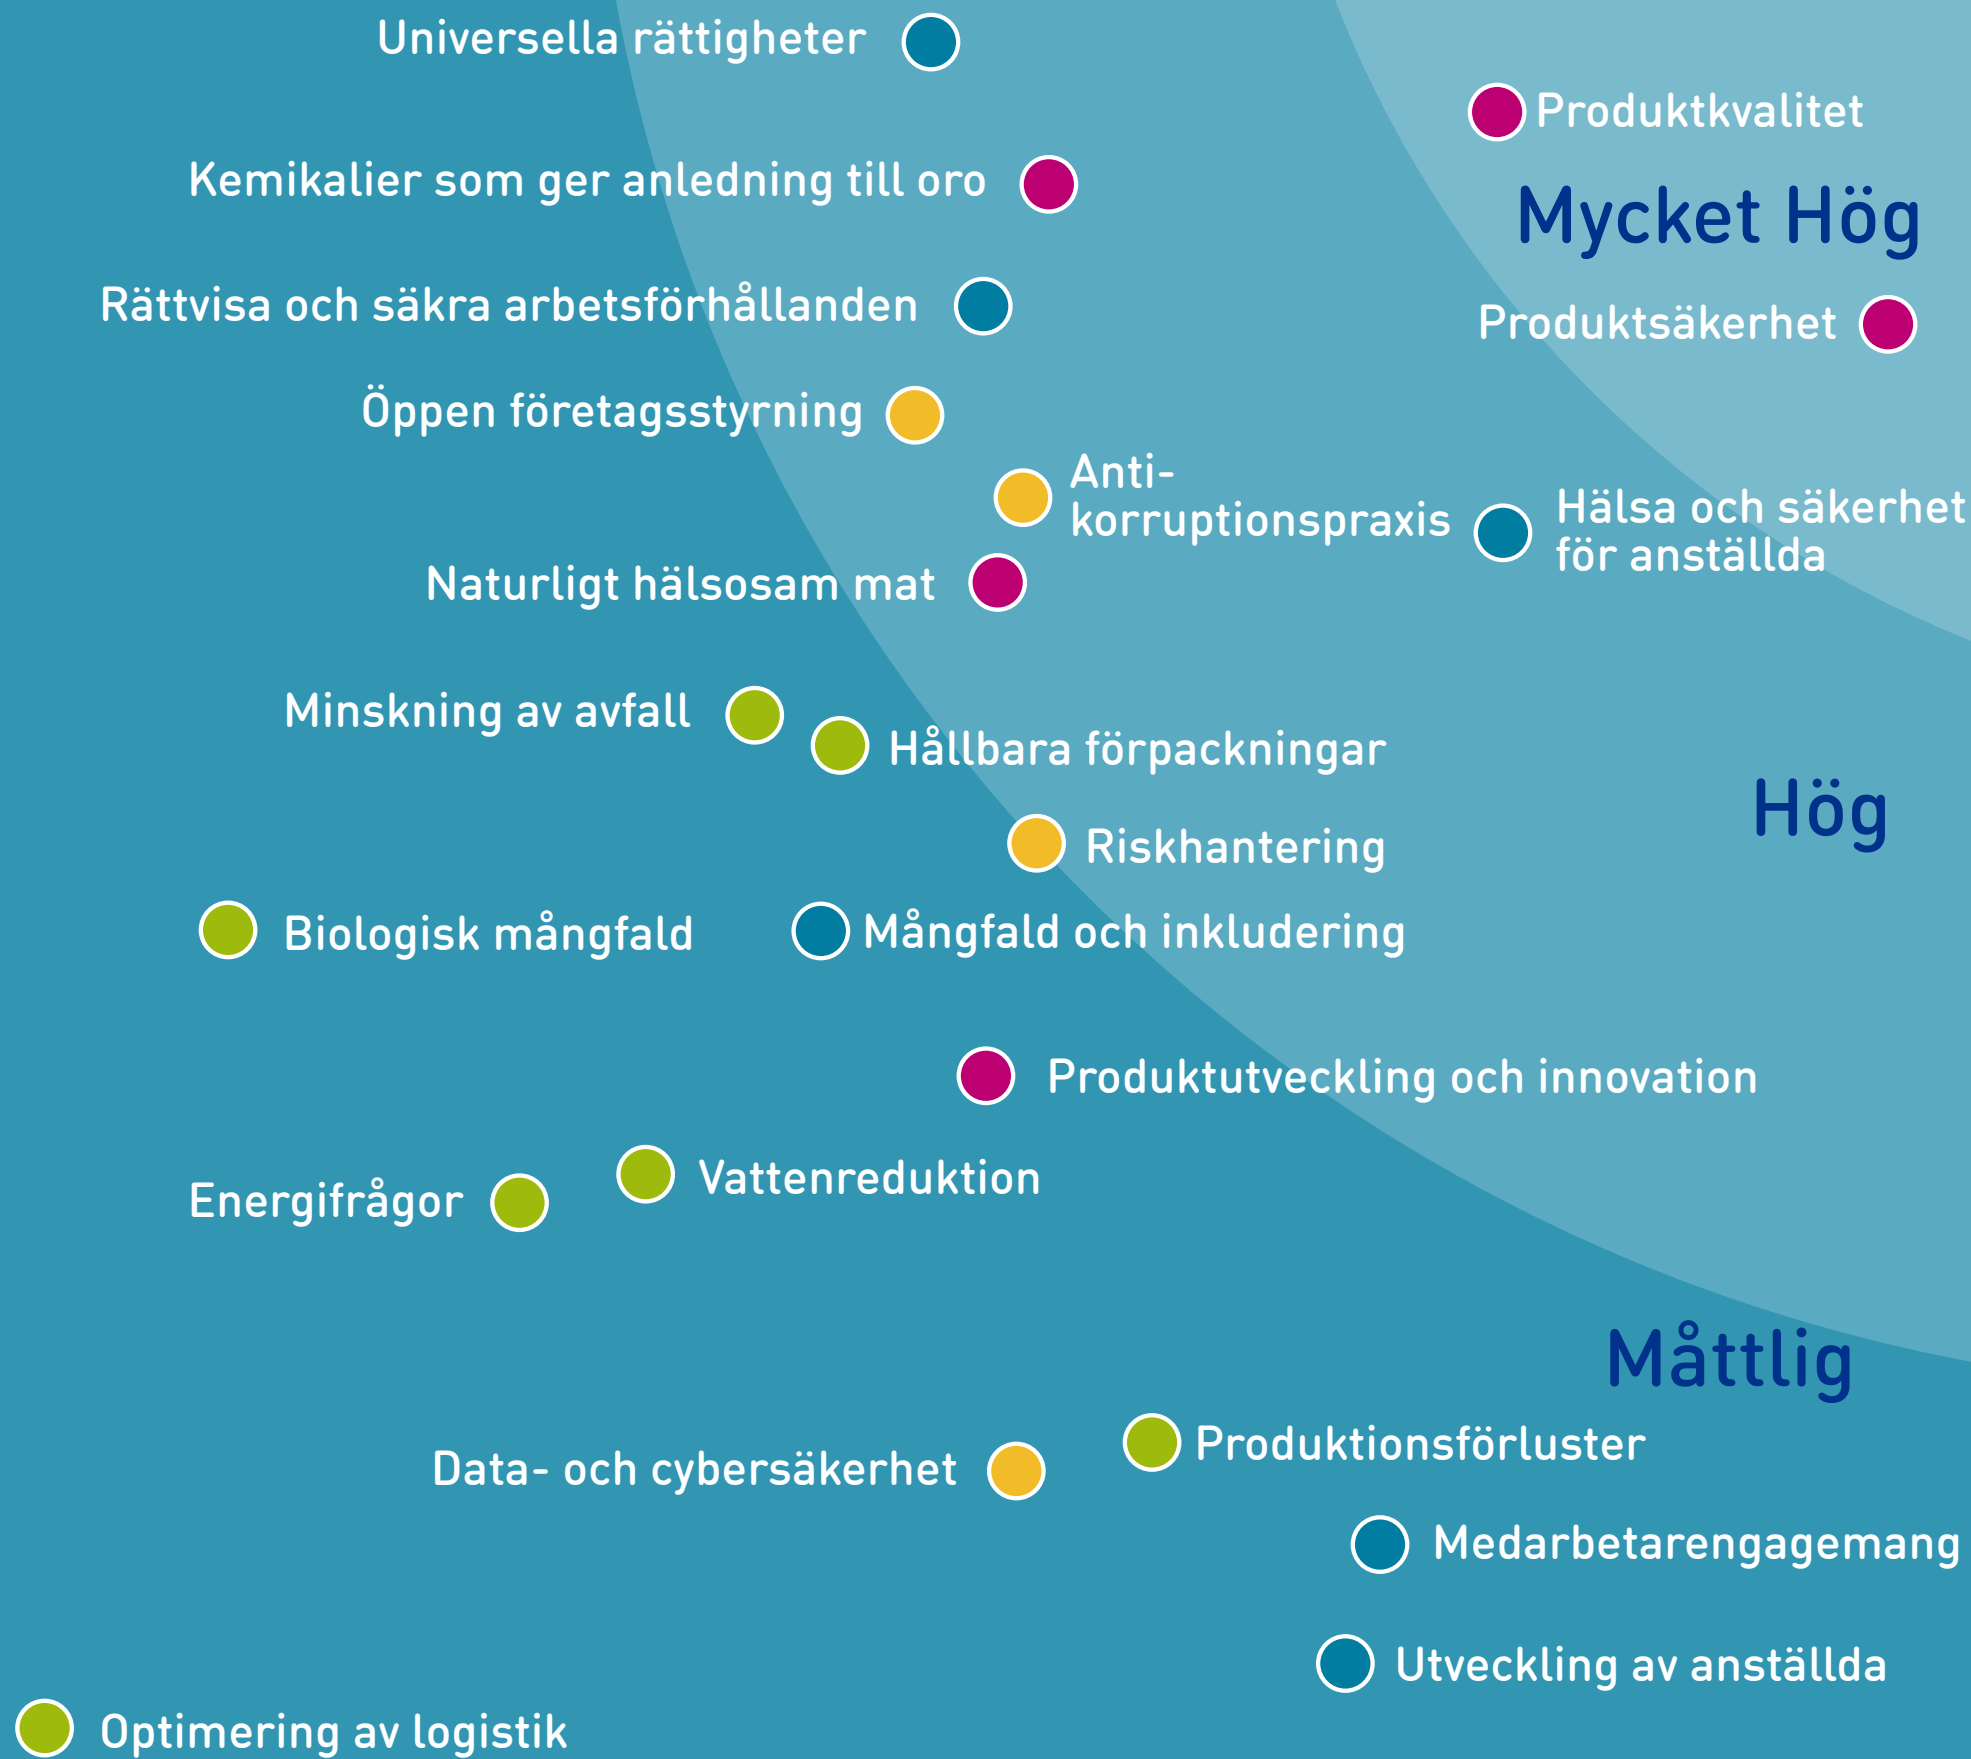 Universella rättigheter
Produktkvalitet
Kemikalier som ger anledning till oro
Mycket Hög
Rättvisa och säkra arbetsförhållanden
Produktsäkerhet
Öppen företagsstyrning
Anti-
korruptionspraxis
Hälsa och säkerhet
för anställda
Naturligt hälsosam mat
Minskning av avfall
Hållbara förpackningar
Hög
Riskhantering
Biologisk mångfald
Mångfald och inkludering
Produktutveckling och innovation
Vattenreduktion
Energifrågor
Måttlig
Produktionsförluster
Data- och cybersäkerhet
Medarbetarengagemang
Utveckling av anställda
Optimering av logistik